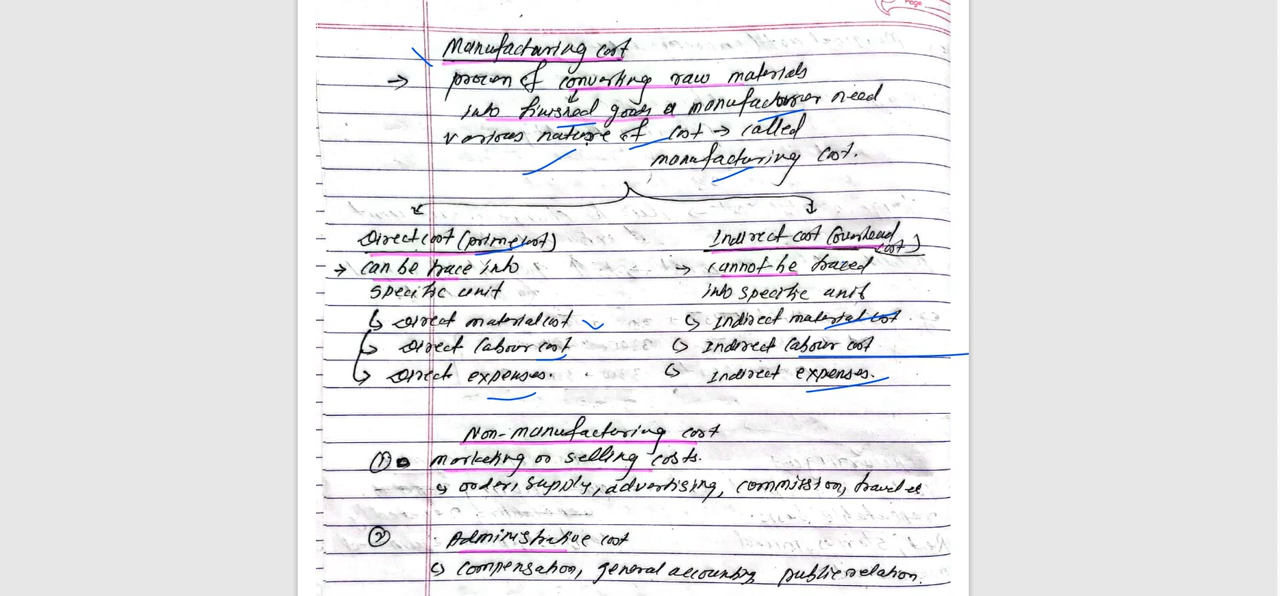 Page
Manufacturing cost
→ process of converting raw materials
into finished goods a manufacturer need
various nature of cost → called
manufacturing cost.
Direct cost (prime cost)
Indirect cost (overhead cost)
→ can be trace into
→ cannot be traced
specific unit
into specific unit
Direct material cost
Indirect material cost
Direct labour cost
Indirect labour cost
Direct expenses.
Indirect expenses.
Non-manufacturing cost
① marketing or selling costs.
order, supply, advertising, commission, travel
② Administrative cost
compensation, general accounting public relation.